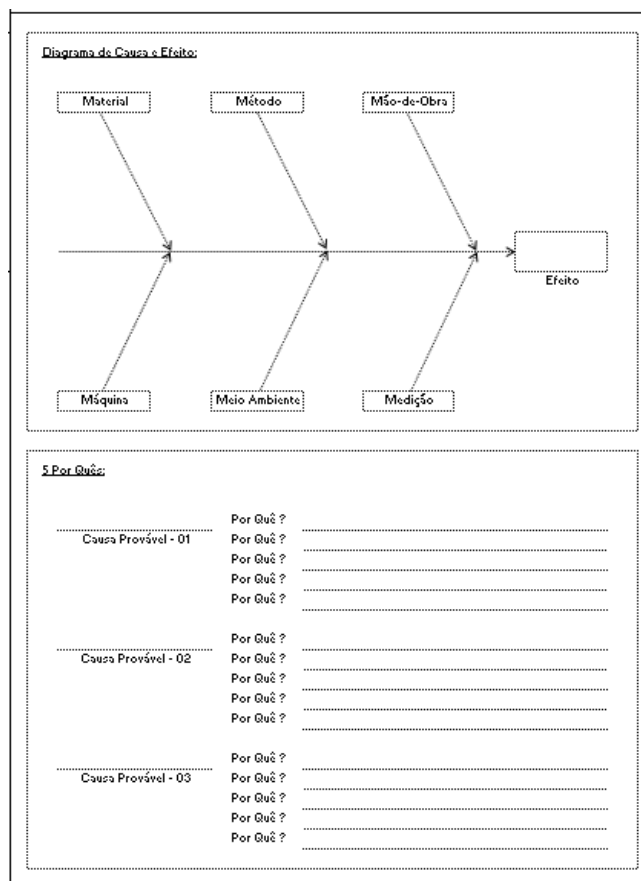 Diagrama de Causa e Efeito:
Material
Método
Mão-de-Obra
Efeito
Máquina
Meio Ambiente
Medição
5 Por Quês:
Por Quê ?
Causa Provável - 01 Por Quê ?
Por Quê ?
Por Quê ?
Por Quê ?
Por Quê ?
Causa Provável - 02 Por Quê ?
Por Quê ?
Por Quê ?
Por Quê ?
Por Quê ?
Causa Provável - 03 Por Quê ?
Por Quê ?
Por Quê ?
Por Quê ?